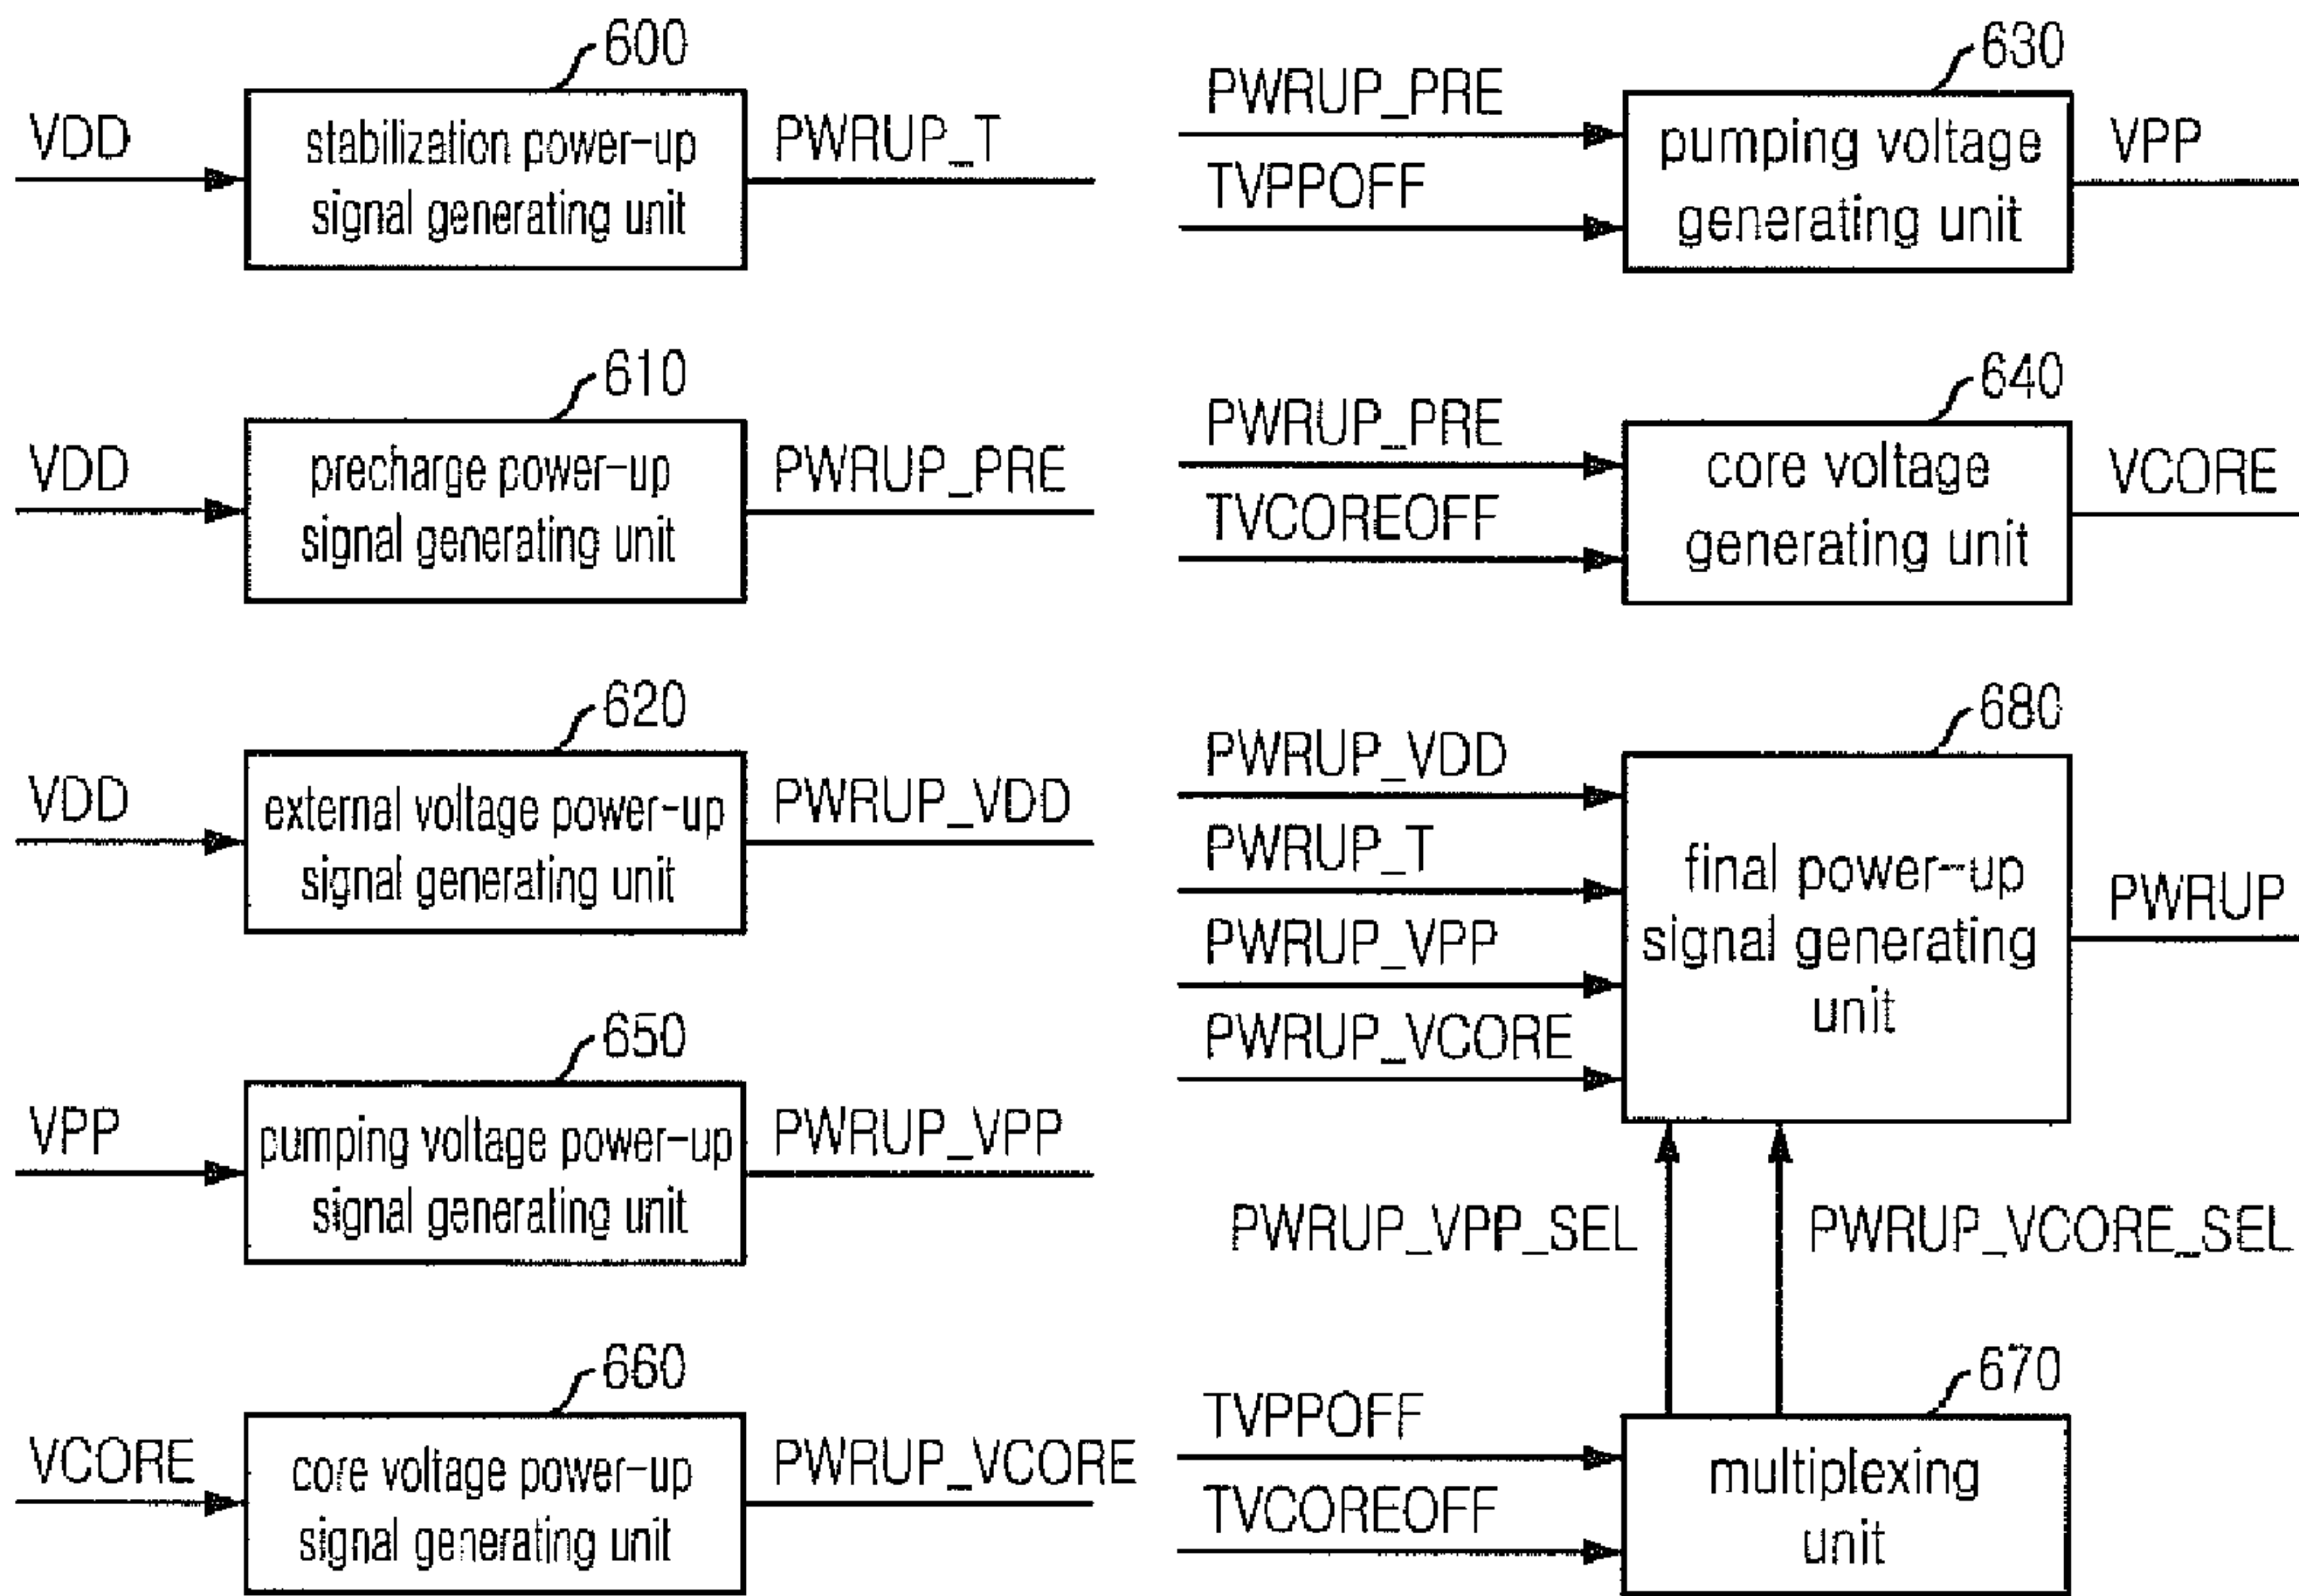 600
VDD
stabilization power-up
signal generating unit
PWRUP_T
610
VDD
precharge power-up
signal generating unit
PWRUP_PRE
620
VDD
external voltage power-up
signal generating unit
PWRUP_VDD
650
VPP
pumping voltage power-up
signal generating unit
PWRUP_VPP
660
VCORE
core voltage power-up
signal generating unit
PWRUP_VCORE
630
PWRUP_PRE
TVPPOFF
pumping voltage
generating unit
VPP
640
PWRUP_PRE
TVCOREOFF
core voltage
generating unit
VCORE
680
PWRUP_VDD
PWRUP_T
PWRUP_VPP
PWRUP_VCORE
final power-up
signal generating
unit
PWRUP
PWRUP_VPP_SEL
PWRUP_VCORE_SEL
670
TVPPOFF
TVCOREOFF
multiplexing
unit